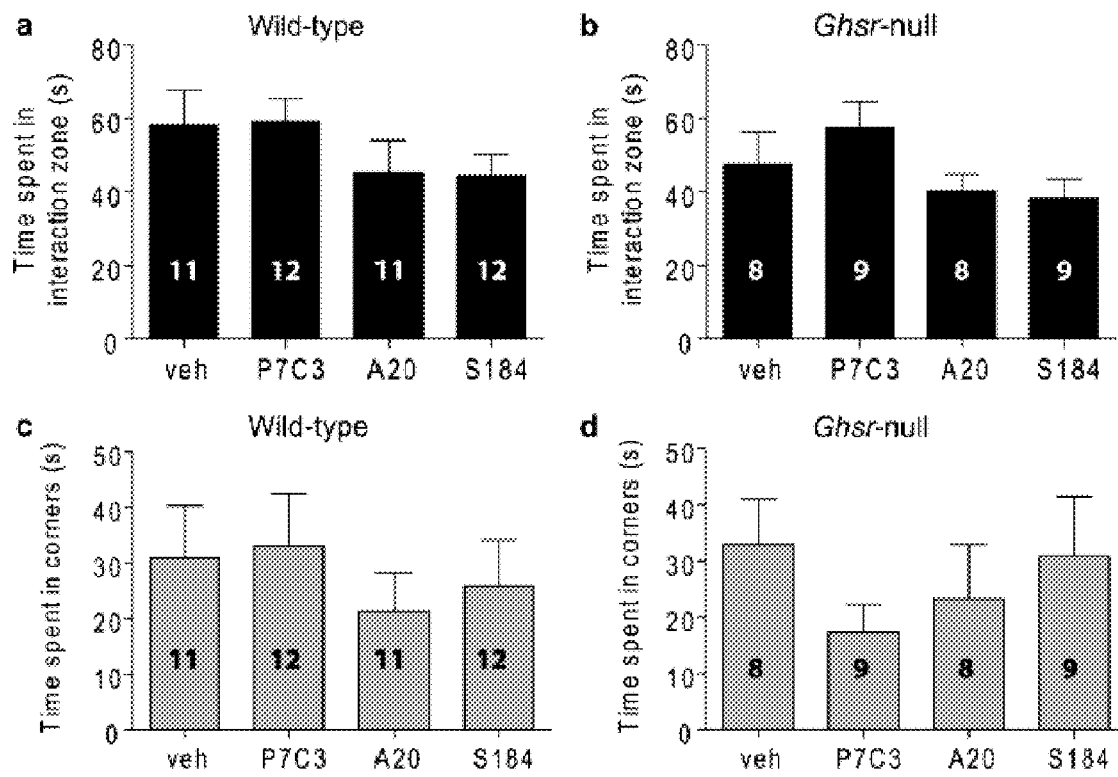 a Wild-type
Time spent in
interaction zone (s)
80
60
40
20
0
11 12 11 12
veh P7C3 A20 S184
b Ghsr-null
Time spent in
interaction zone (s)
80
60
40
20
0
8 9 8 9
veh P7C3 A20 S184
c Wild-type
Time spent in corners (s)
50
40
30
20
10
0
11 12 11 12
veh P7C3 A20 S184
d Ghsr-null
Time spent in corners (s)
50
40
30
20
10
0
8 9 8 9
veh P7C3 A20 S184